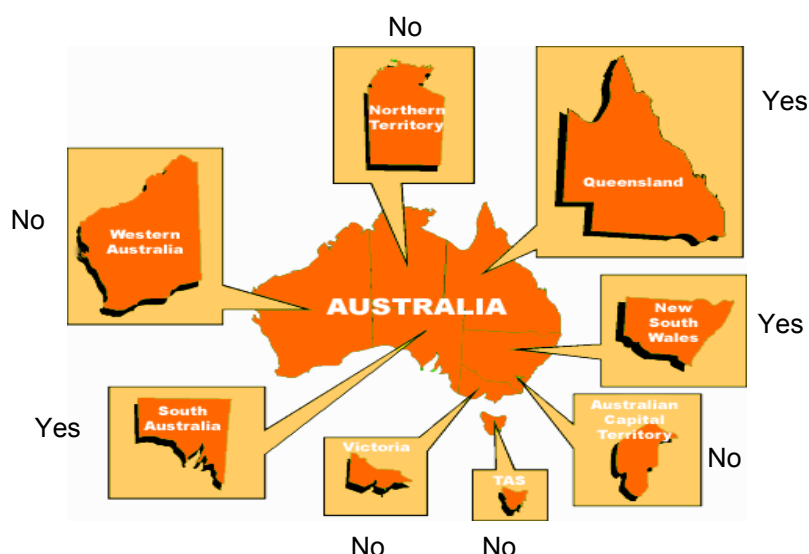 No
Northern
Territory
Queensland
Yes
No
Western
Australia
AUSTRALIA
New
South
Wales
Yes
Yes
South
Australia
Victoria
TAS
Australian
Capital
Territory
No
No
No